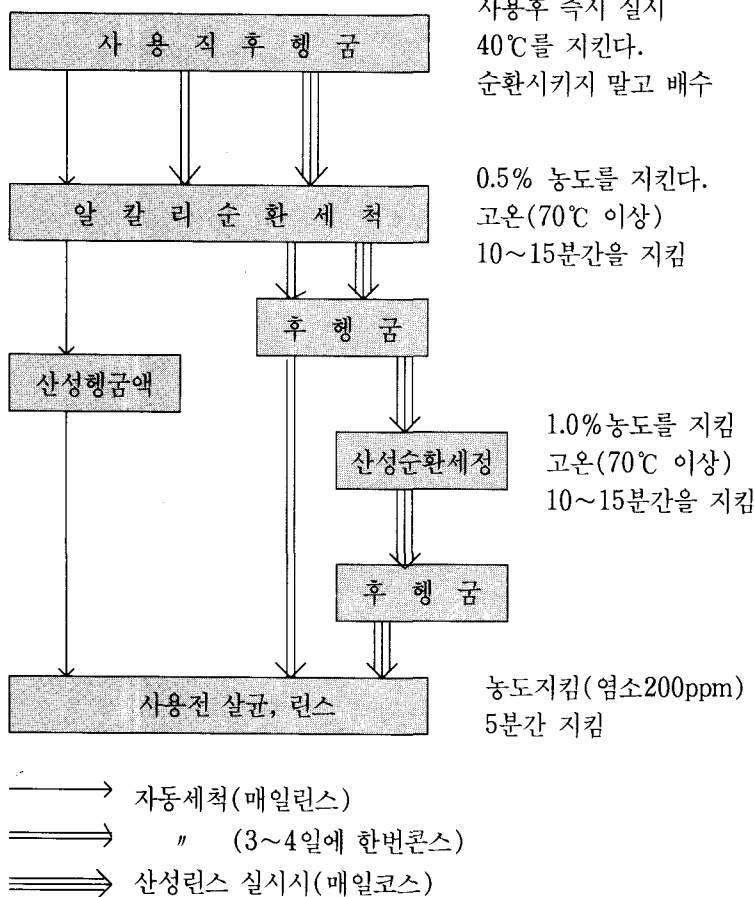 사용후 즉시 실시
사 용 직 후 헹 굼
40℃를 지킨다.
순환시키지 말고 배수
0.5% 농도를 지킨다.
알 칼 리 순 환 세 척
고온(70℃ 이상)
10~15분간을 지킴
후 헹 굼
산성헹굼액
1.0%농도를 지킴
산성순환세정
고온(70℃ 이상)
10~15분간을 지킴
후 헹 굼
사용전 살균, 린스
농도지킴(염소200ppm)
5분간 지킴
자동세척(매일린스)
〃 (3~4일에 한번콘스)
산성린스 실시시(매일코스)